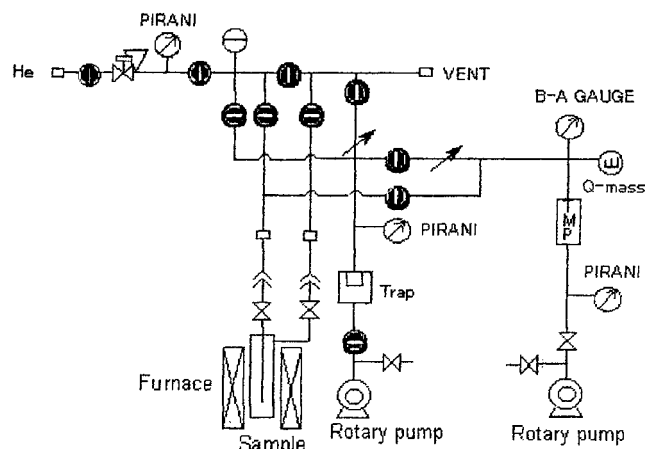 PIRANI
He
VENT
B-A GAUGE
Q-mass
MP
PIRANI
PIRANI
Trap
Furnace
Sample
Rotary pump
Rotary pump